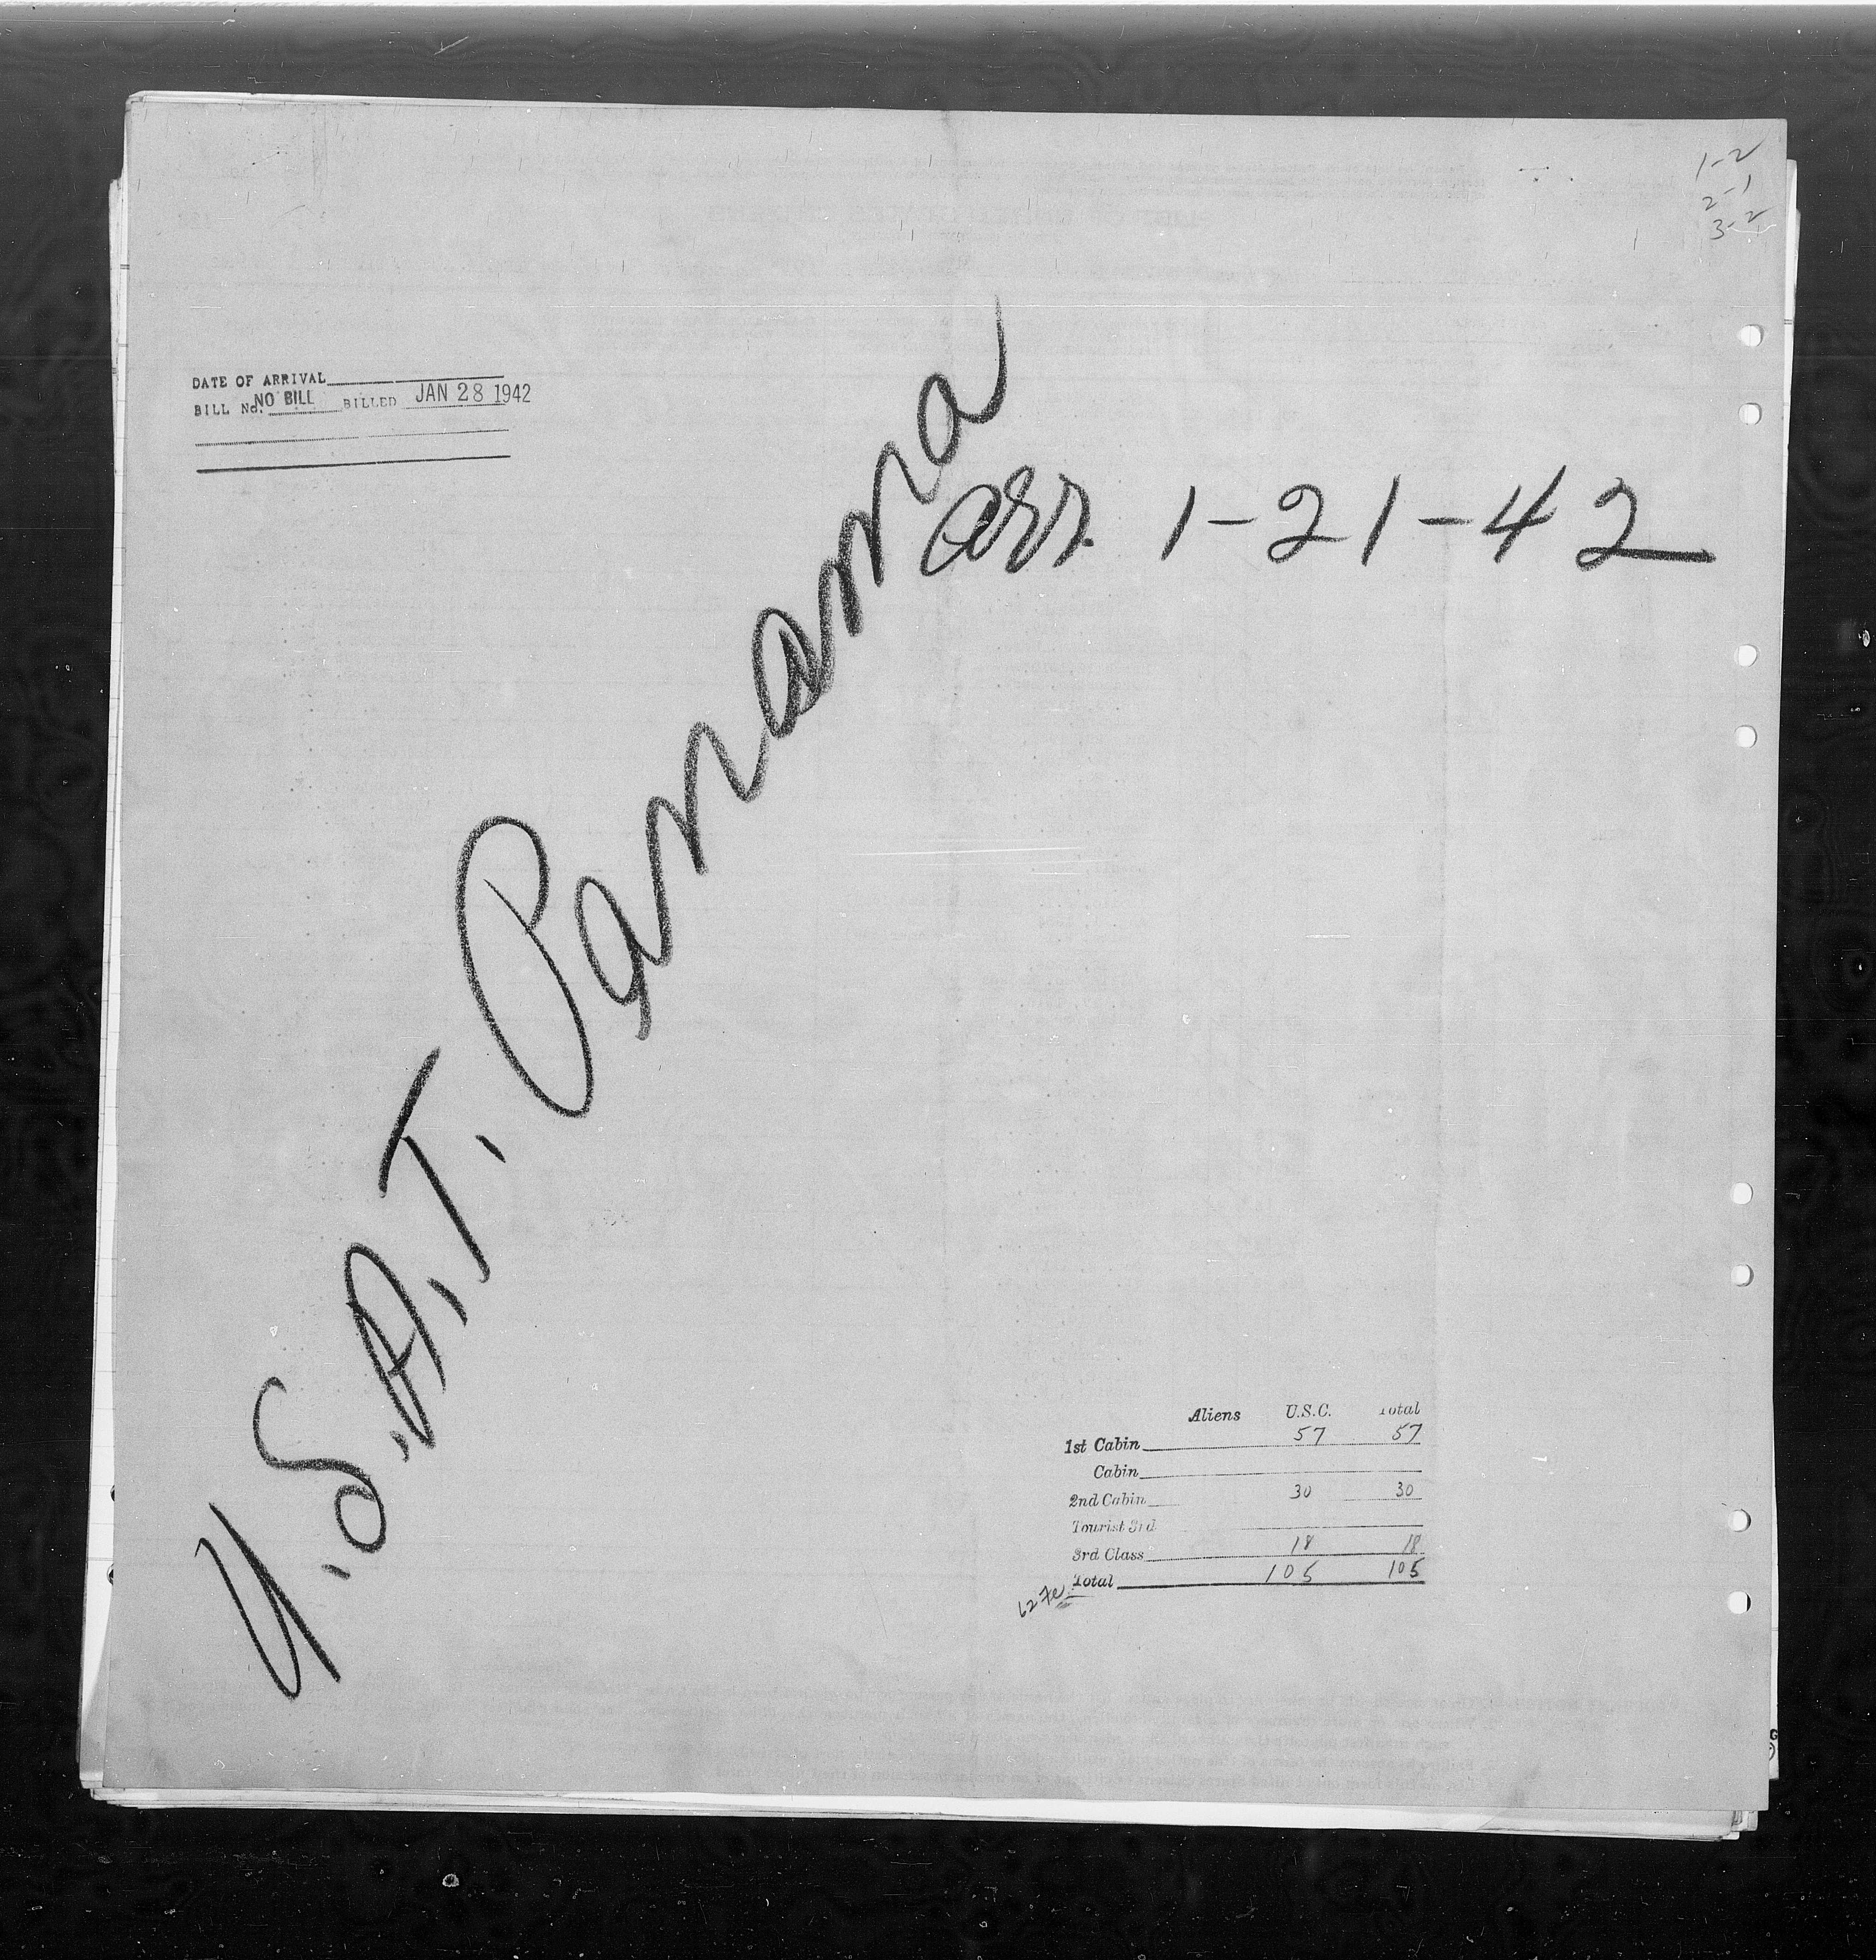 1-2
2-1
3-2
DATE OF ARRIVAL
BILL No. NO BILL BILLED JAN 28 1942
U.S.A.T. Panama
arr. 1-21-42
Aliens U.S.C. Total
1st Cabin 57 57
Cabin
2nd Cabin 30 30
Tourist 3rd
3rd Class 18 18
Total 105 105